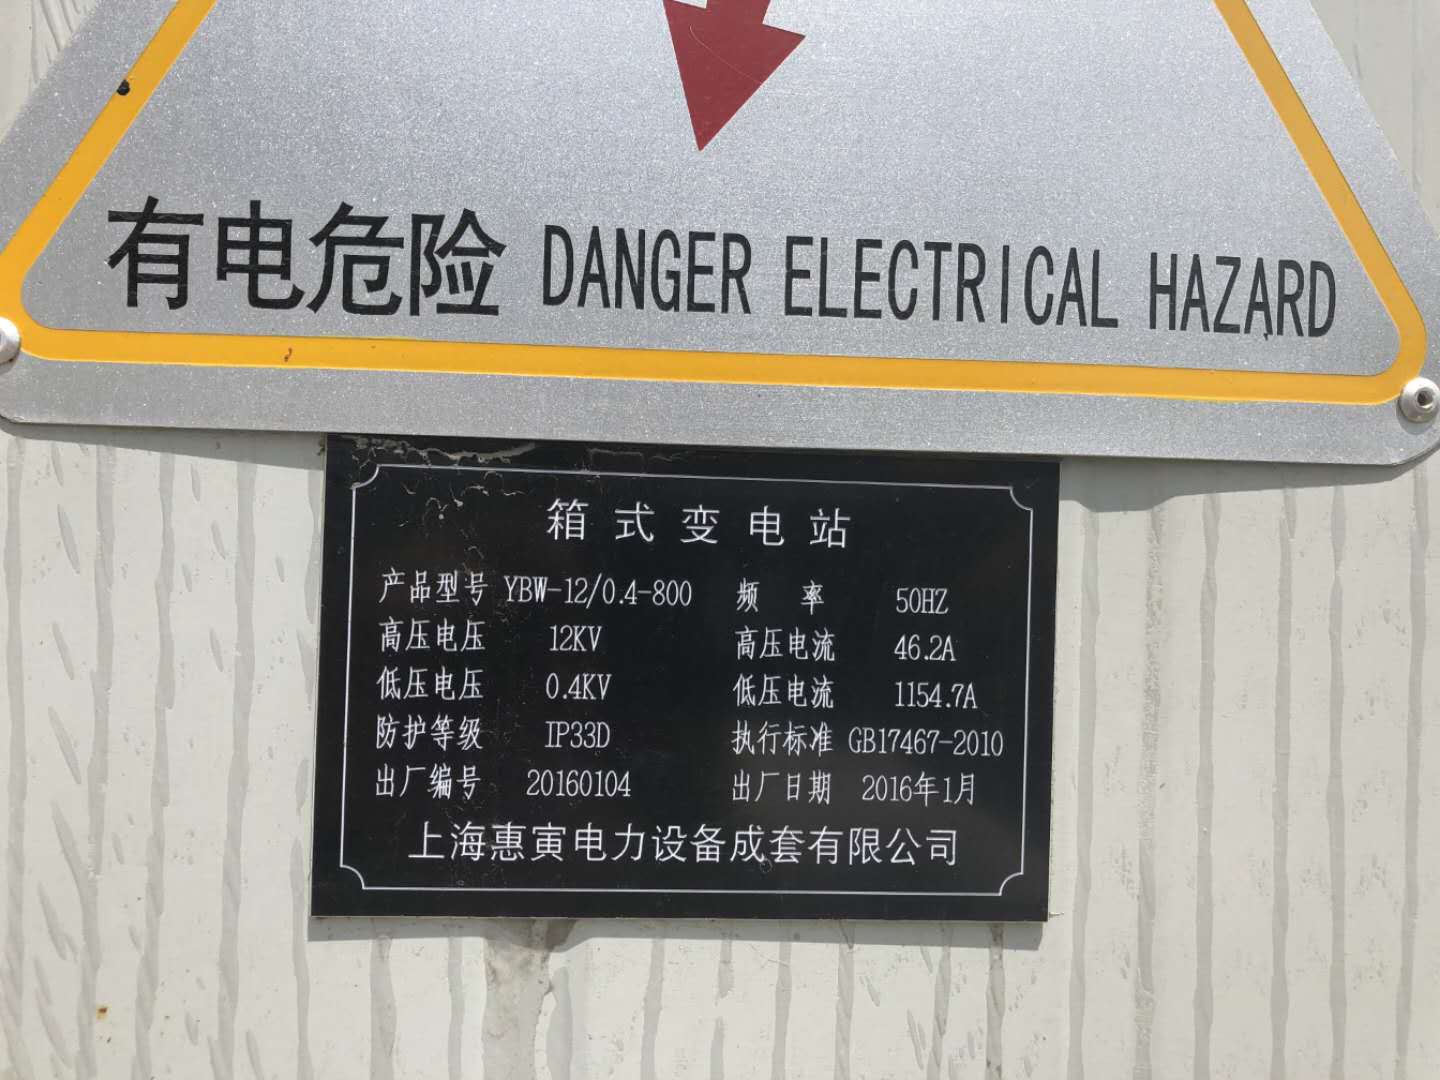 有电危险 DANGER ELECTRICAL HAZARD
箱式变电站
产品型号 YBW-12/0.4-800 频率 50HZ
高压电压 12KV 高压电流 46.2A
低压电压 0.4KV 低压电流 1154.7A
防护等级 IP33D 执行标准 GB17467-2010
出厂编号 20160104 出厂日期 2016年1月
上海惠寅电力设备成套有限公司